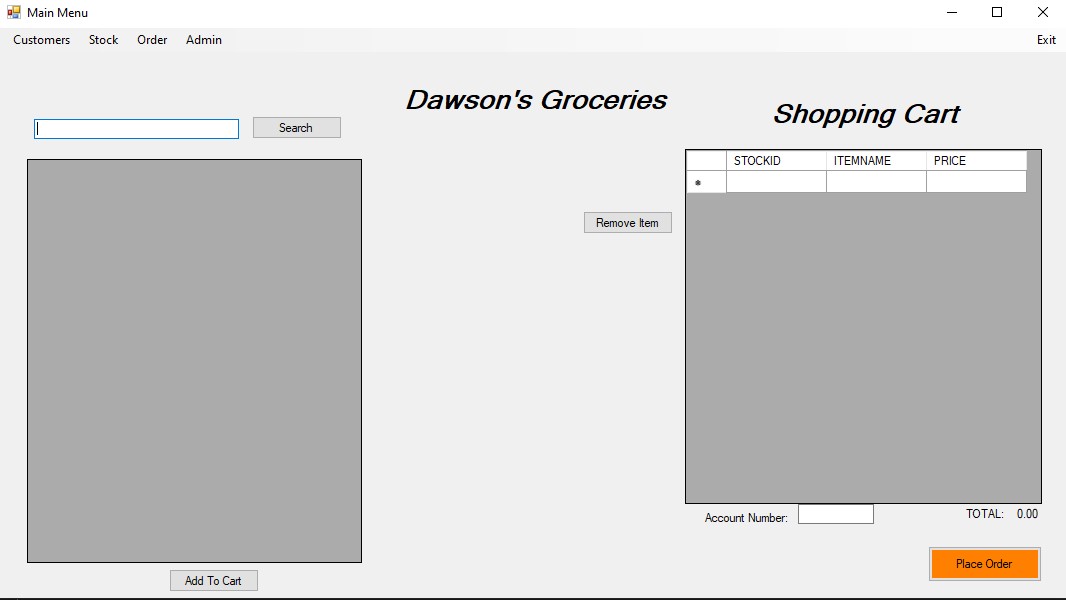 Main Menu
Customers Stock Order Admin Exit
Dawson's Groceries
Shopping Cart
Search
STOCKID ITEMNAME PRICE
Remove Item
Account Number:
TOTAL: 0.00
Place Order
Add To Cart